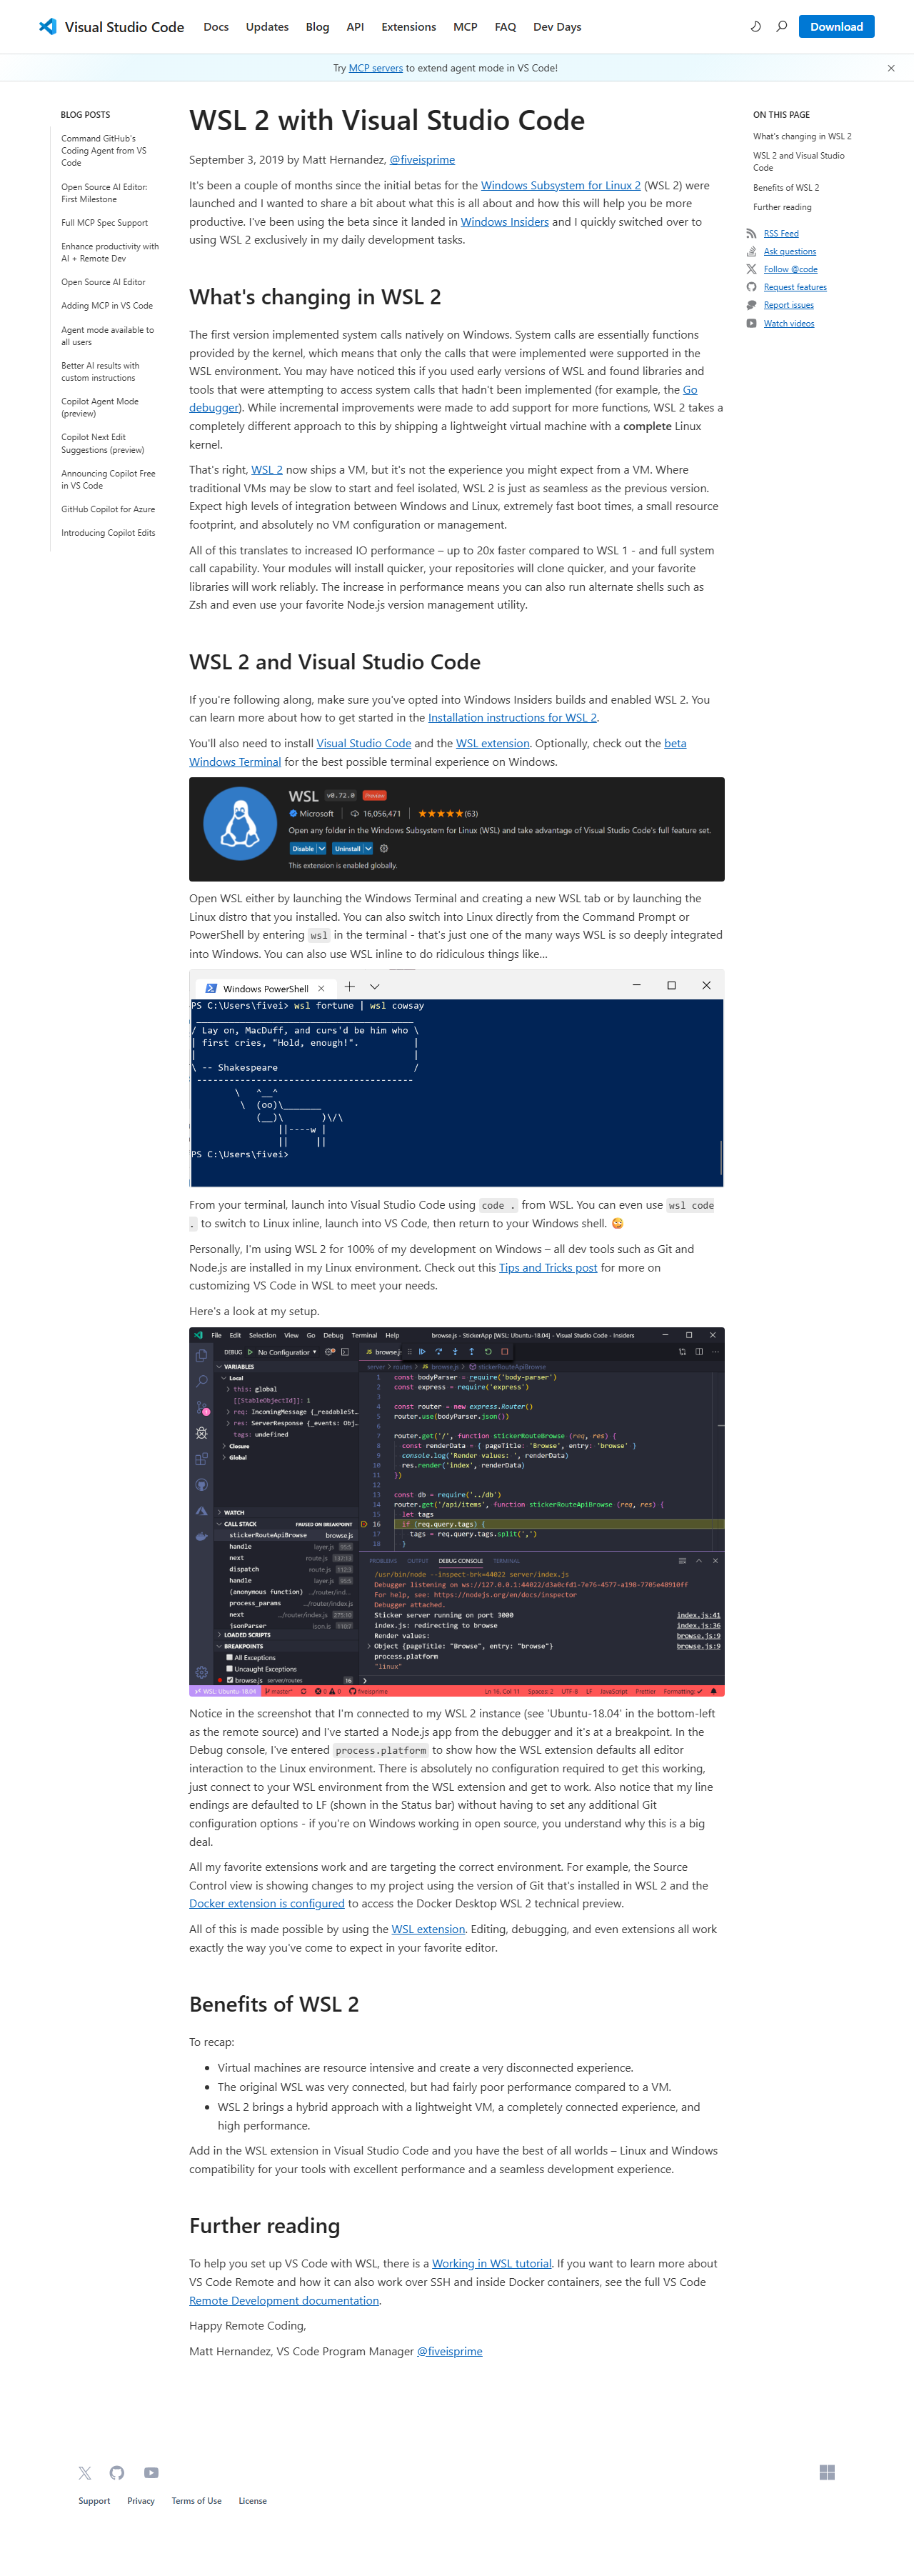 Visual Studio Code
Docs
Updates
Blog
API
Extensions
MCP
FAQ
Dev Days
Download
Try MCP servers to extend agent mode in VS Code!
BLOG POSTS
Command GitHub's
Coding Agent from VS
Code
Open Source AI Editor:
First Milestone
Full MCP Spec Support
Enhance productivity with
AI + Remote Dev
Open Source AI Editor
Adding MCP in VS Code
Agent mode available to
all users
Better AI results with
custom instructions
Copilot Agent Mode
(preview)
Copilot Next Edit
Suggestions (preview)
Announcing Copilot Free
in VS Code
GitHub Copilot for Azure
Introducing Copilot Edits
WSL 2 with Visual Studio Code
September 3, 2019 by Matt Hernandez, @fiveisprime
It's been a couple of months since the initial betas for the Windows Subsystem for Linux 2 (WSL 2) were
launched and I wanted to share a bit about what this is all about and how this will help you be more
productive. I've been using the beta since it landed in Windows Insiders and I quickly switched over to
using WSL 2 exclusively in my daily development tasks.
What's changing in WSL 2
The first version implemented system calls natively on Windows. System calls are essentially functions
provided by the kernel, which means that only the calls that were implemented were supported in the
WSL environment. You may have noticed this if you used early versions of WSL and found libraries and
tools that were attempting to access system calls that hadn't been implemented (for example, the Go
debugger). While incremental improvements were made to add support for more functions, WSL 2 takes a
completely different approach to this by shipping a lightweight virtual machine with a complete Linux
kernel.
That's right, WSL 2 now ships a VM, but it's not the experience you might expect from a VM. Where
traditional VMs may be slow to start and feel isolated, WSL 2 is just as seamless as the previous version.
Expect high levels of integration between Windows and Linux, extremely fast boot times, a small resource
footprint, and absolutely no VM configuration or management.
All of this translates to increased IO performance – up to 20x faster compared to WSL 1 - and full system
call capability. Your modules will install quicker, your repositories will clone quicker, and your favorite
libraries will work reliably. The increase in performance means you can also run alternate shells such as
Zsh and even use your favorite Node.js version management utility.
WSL 2 and Visual Studio Code
If you're following along, make sure you've opted into Windows Insiders builds and enabled WSL 2. You
can learn more about how to get started in the Installation instructions for WSL 2.
You'll also need to install Visual Studio Code and the WSL extension. Optionally, check out the beta
Windows Terminal for the best possible terminal experience on Windows.
WSL v0.72.0 Preview
Microsoft 16,056,471 ★★★★★(63)
Open any folder in the Windows Subsystem for Linux (WSL) and take advantage of Visual Studio Code's full feature set.
Disable Uninstall
This extension is enabled globally.
Open WSL either by launching the Windows Terminal and creating a new WSL tab or by launching the
Linux distro that you installed. You can also switch into Linux directly from the Command Prompt or
PowerShell by entering wsl in the terminal - that's just one of the many ways WSL is so deeply integrated
into Windows. You can also use WSL inline to do ridiculous things like...
Windows PowerShell
PS C:\Users\fivei> wsl fortune | wsl cowsay
/ Lay on, MacDuff, and curs'd be him who \
| first cries, "Hold, enough!". |
| |
\ -- Shakespeare /
-----------------------------------------
\ ^__^
\ (oo)\_______
(__)\ )\/\
||----w |
|| ||
PS C:\Users\fivei>
From your terminal, launch into Visual Studio Code using code . from WSL. You can even use wsl code
. to switch to Linux inline, launch into VS Code, then return to your Windows shell. 😜
Personally, I'm using WSL 2 for 100% of my development on Windows – all dev tools such as Git and
Node.js are installed in my Linux environment. Check out this Tips and Tricks post for more on
customizing VS Code in WSL to meet your needs.
Here's a look at my setup.
File Edit Selection View Go Debug Terminal Help browse.js - StickerApp [WSL: Ubuntu-18.04] - Visual Studio Code - Insiders
DEBUG No Configuration
VARIABLES
Local
this: global
[[StableObjectId]]: 1
req: IncomingMessage {_readableSt...
res: ServerResponse {_events: Obj...
tags: undefined
Closure
Global
WATCH
CALL STACK PAUSED ON BREAKPOINT
stickerRouteApiBrowse browse.js
handle layer.js 95:5
next route.js 137:13
dispatch route.js 112:3
handle layer.js 95:5
(anonymous function) .../router/ind...
process_params .../router/index.js
next .../router/index.js 275:10
jsonParser json.js 110:7
LOADED SCRIPTS
BREAKPOINTS
All Exceptions
Uncaught Exceptions
browse.js server/routes 16
browse.js
server › routes › browse.js › stickerRouteApiBrowse
1 const bodyParser = require('body-parser')
2 const express = require('express')
3
4 const router = new express.Router()
5 router.use(bodyParser.json())
6
7 router.get('/', function stickerRouteBrowse (req, res) {
8 const renderData = { pageTitle: 'Browse', entry: 'browse' }
9 console.log('Render values: ', renderData)
10 res.render('index', renderData)
11 })
12
13 const db = require('../db')
14 router.get('/api/items', function stickerRouteApiBrowse (req, res) {
15 let tags
16 if (req.query.tags) {
17 tags = req.query.tags.split(',')
18 }
PROBLEMS OUTPUT DEBUG CONSOLE TERMINAL
/usr/bin/node --inspect-brk=44022 server/index.js
Debugger listening on ws://127.0.0.1:44022/d3a0cfd1-7e76-4577-a198-7705e48910ff
For help, see: https://nodejs.org/en/docs/inspector
Debugger attached.
Sticker server running on port 3000 index.js:41
index.js: redirecting to browse index.js:36
Render values: browse.js:9
Object {pageTitle: "Browse", entry: "browse"} browse.js:9
process.platform
"linux"
WSL: Ubuntu-18.04 master* 0 0 fiveisprime Ln 16, Col 11 Spaces: 2 UTF-8 LF JavaScript Prettier Formatting: ✓
Notice in the screenshot that I'm connected to my WSL 2 instance (see 'Ubuntu-18.04' in the bottom-left
as the remote source) and I've started a Node.js app from the debugger and it's at a breakpoint. In the
Debug console, I've entered process.platform to show how the WSL extension defaults all editor
interaction to the Linux environment. There is absolutely no configuration required to get this working,
just connect to your WSL environment from the WSL extension and get to work. Also notice that my line
endings are defaulted to LF (shown in the Status bar) without having to set any additional Git
configuration options - if you're on Windows working in open source, you understand why this is a big
deal.
All my favorite extensions work and are targeting the correct environment. For example, the Source
Control view is showing changes to my project using the version of Git that's installed in WSL 2 and the
Docker extension is configured to access the Docker Desktop WSL 2 technical preview.
All of this is made possible by using the WSL extension. Editing, debugging, and even extensions all work
exactly the way you've come to expect in your favorite editor.
Benefits of WSL 2
To recap:
• Virtual machines are resource intensive and create a very disconnected experience.
• The original WSL was very connected, but had fairly poor performance compared to a VM.
• WSL 2 brings a hybrid approach with a lightweight VM, a completely connected experience, and
high performance.
Add in the WSL extension in Visual Studio Code and you have the best of all worlds – Linux and Windows
compatibility for your tools with excellent performance and a seamless development experience.
Further reading
To help you set up VS Code with WSL, there is a Working in WSL tutorial. If you want to learn more about
VS Code Remote and how it can also work over SSH and inside Docker containers, see the full VS Code
Remote Development documentation.
Happy Remote Coding,
Matt Hernandez, VS Code Program Manager @fiveisprime
ON THIS PAGE
What's changing in WSL 2
WSL 2 and Visual Studio
Code
Benefits of WSL 2
Further reading
RSS Feed
Ask questions
Follow @code
Request features
Report issues
Watch videos
Support
Privacy
Terms of Use
License